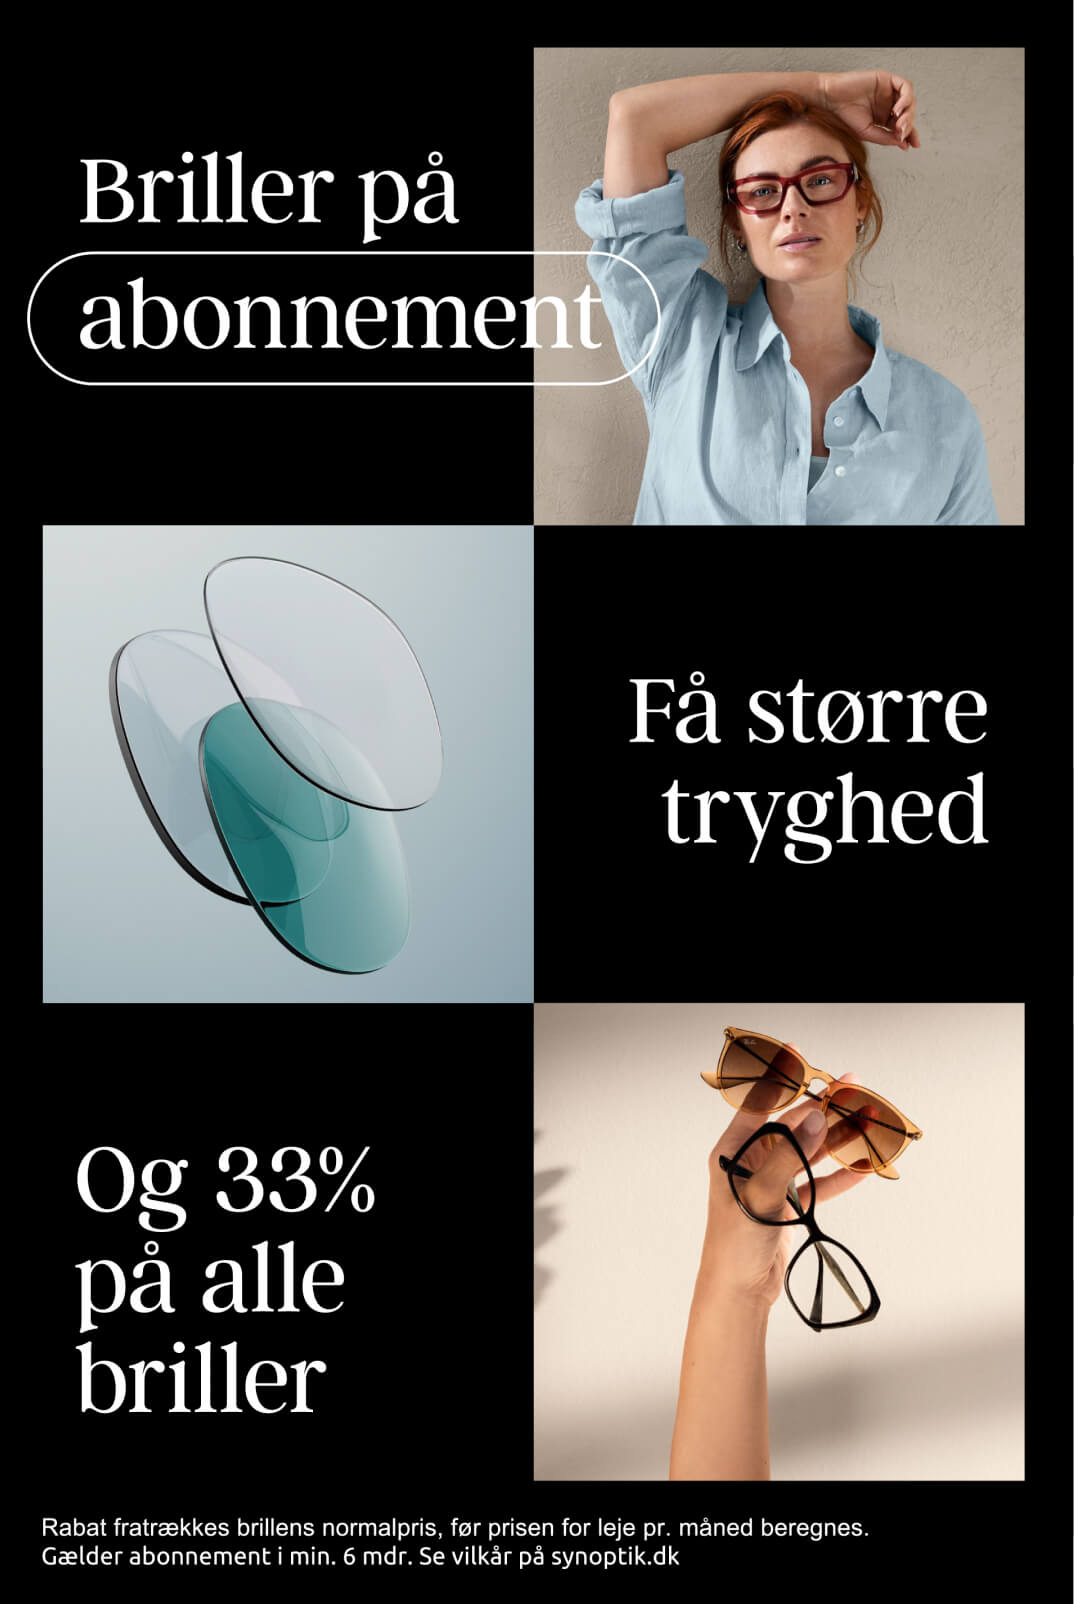 Briller på
abonnement
Få større
tryghed
Og 33%
på alle
briller
Rabat fratrækkes brillens normalpris, før prisen for leje pr. måned beregnes.
Gælder abonnement i min. 6 mdr. Se vilkår på synoptik.dk